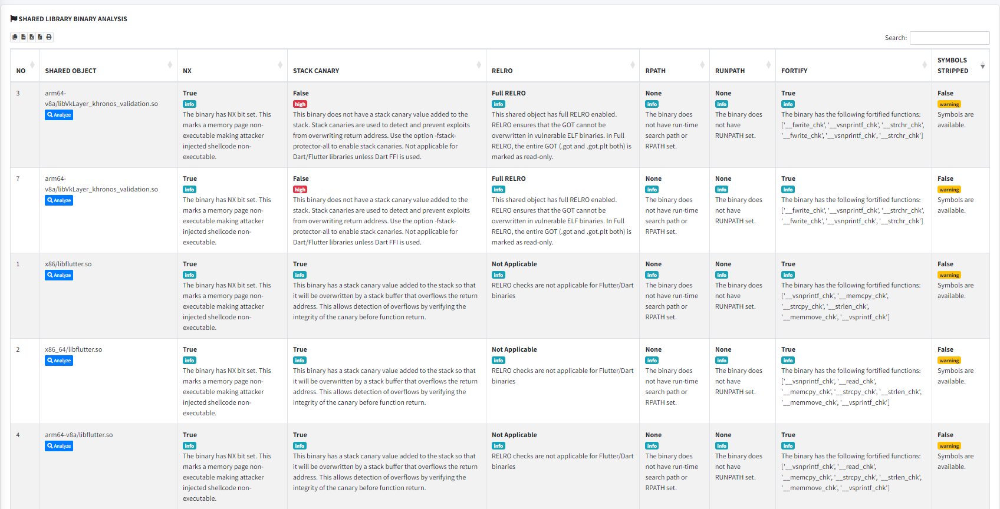 SHARED LIBRARY BINARY ANALYSIS
Search:
NO SHARED OBJECT NX STACK CANARY RELRO RPATH RUNPATH FORTIFY SYMBOLS STRIPPED
3
arm64-
v8a/libVkLayer_khronos_validation.so
Analyze
True
info
The binary has NX bit set. This
marks a memory page non-
executable making attacker
injected shellcode non-
executable.
False
high
This binary does not have a stack canary value added to the
stack. Stack canaries are used to detect and prevent exploits
from overwriting return address. Use the option -fstack-
protector-all to enable stack canaries. Not applicable for
Dart/Flutter libraries unless Dart FFI is used.
Full RELRO
info
This shared object has full RELRO enabled.
RELRO ensures that the GOT cannot be
overwritten in vulnerable ELF binaries. In Full
RELRO, the entire GOT (.got and .got.plt both) is
marked as read-only.
None
info
The binary does
not have run-time
search path or
RPATH set.
None
info
The binary does
not have
RUNPATH set.
True
info
The binary has the following fortified functions:
['__fwrite_chk', '__vsnprintf_chk', '__strchr_chk',
'__fwrite_chk', '__vsnprintf_chk', '__strchr_chk']
False
warning
Symbols are
available.
7
arm64-
v8a/libVkLayer_khronos_validation.so
Analyze
True
info
The binary has NX bit set. This
marks a memory page non-
executable making attacker
injected shellcode non-
executable.
False
high
This binary does not have a stack canary value added to the
stack. Stack canaries are used to detect and prevent exploits
from overwriting return address. Use the option -fstack-
protector-all to enable stack canaries. Not applicable for
Dart/Flutter libraries unless Dart FFI is used.
Full RELRO
info
This shared object has full RELRO enabled.
RELRO ensures that the GOT cannot be
overwritten in vulnerable ELF binaries. In Full
RELRO, the entire GOT (.got and .got.plt both) is
marked as read-only.
None
info
The binary does
not have run-time
search path or
RPATH set.
None
info
The binary does
not have
RUNPATH set.
True
info
The binary has the following fortified functions:
['__fwrite_chk', '__vsnprintf_chk', '__strchr_chk',
'__fwrite_chk', '__vsnprintf_chk', '__strchr_chk']
False
warning
Symbols are
available.
1
x86/libflutter.so
Analyze
True
info
The binary has NX bit set. This
marks a memory page non-
executable making attacker
injected shellcode non-
executable.
True
info
This binary has a stack canary value added to the stack so that
it will be overwritten by a stack buffer that overflows the return
address. This allows detection of overflows by verifying the
integrity of the canary before function return.
Not Applicable
info
RELRO checks are not applicable for Flutter/Dart
binaries
None
info
The binary does
not have run-time
search path or
RPATH set.
None
info
The binary does
not have
RUNPATH set.
True
info
The binary has the following fortified functions:
['__vsnprintf_chk', '__memcpy_chk',
'__strcpy_chk', '__strlen_chk',
'__memmove_chk', '__vsprintf_chk']
False
warning
Symbols are
available.
2
x86_64/libflutter.so
Analyze
True
info
The binary has NX bit set. This
marks a memory page non-
executable making attacker
injected shellcode non-
executable.
True
info
This binary has a stack canary value added to the stack so that
it will be overwritten by a stack buffer that overflows the return
address. This allows detection of overflows by verifying the
integrity of the canary before function return.
Not Applicable
info
RELRO checks are not applicable for Flutter/Dart
binaries
None
info
The binary does
not have run-time
search path or
RPATH set.
None
info
The binary does
not have
RUNPATH set.
True
info
The binary has the following fortified functions:
['__vsnprintf_chk', '__read_chk',
'__memcpy_chk', '__strcpy_chk', '__strlen_chk',
'__memmove_chk', '__vsprintf_chk']
False
warning
Symbols are
available.
4
arm64-v8a/libflutter.so
Analyze
True
info
The binary has NX bit set. This
marks a memory page non-
executable making attacker
injected shellcode non-
executable.
True
info
This binary has a stack canary value added to the stack so that
it will be overwritten by a stack buffer that overflows the return
address. This allows detection of overflows by verifying the
integrity of the canary before function return.
Not Applicable
info
RELRO checks are not applicable for Flutter/Dart
binaries
None
info
The binary does
not have run-time
search path or
RPATH set.
None
info
The binary does
not have
RUNPATH set.
True
info
The binary has the following fortified functions:
['__vsnprintf_chk', '__read_chk',
'__memcpy_chk', '__strcpy_chk', '__strlen_chk',
'__memmove_chk', '__vsprintf_chk']
False
warning
Symbols are
available.